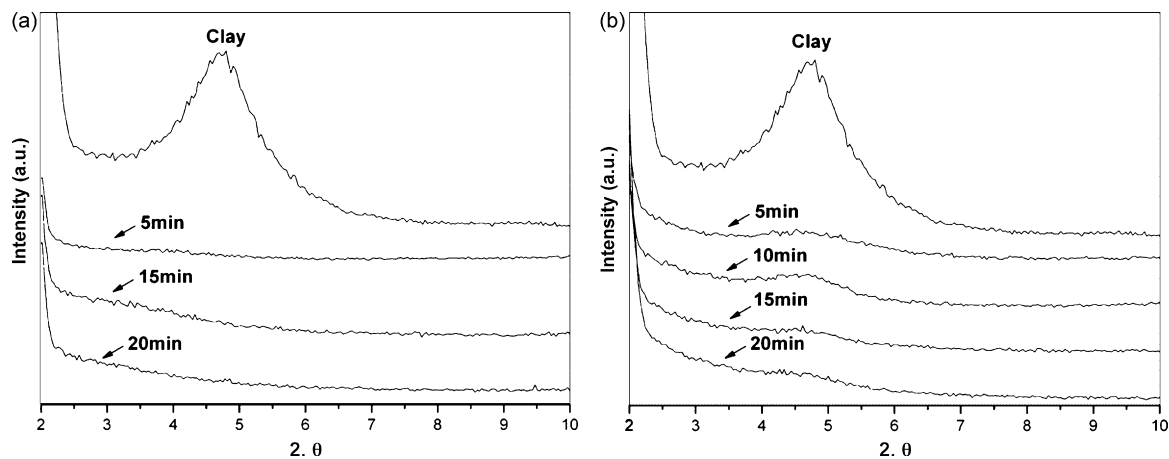 (a)
Clay
Intensity (a.u.)
5min
15min
20min
2 3 4 5 6 7 8 9 10
2, θ
(b)
Clay
Intensity (a.u.)
5min
10min
15min
20min
2 3 4 5 6 7 8 9 10
2, θ